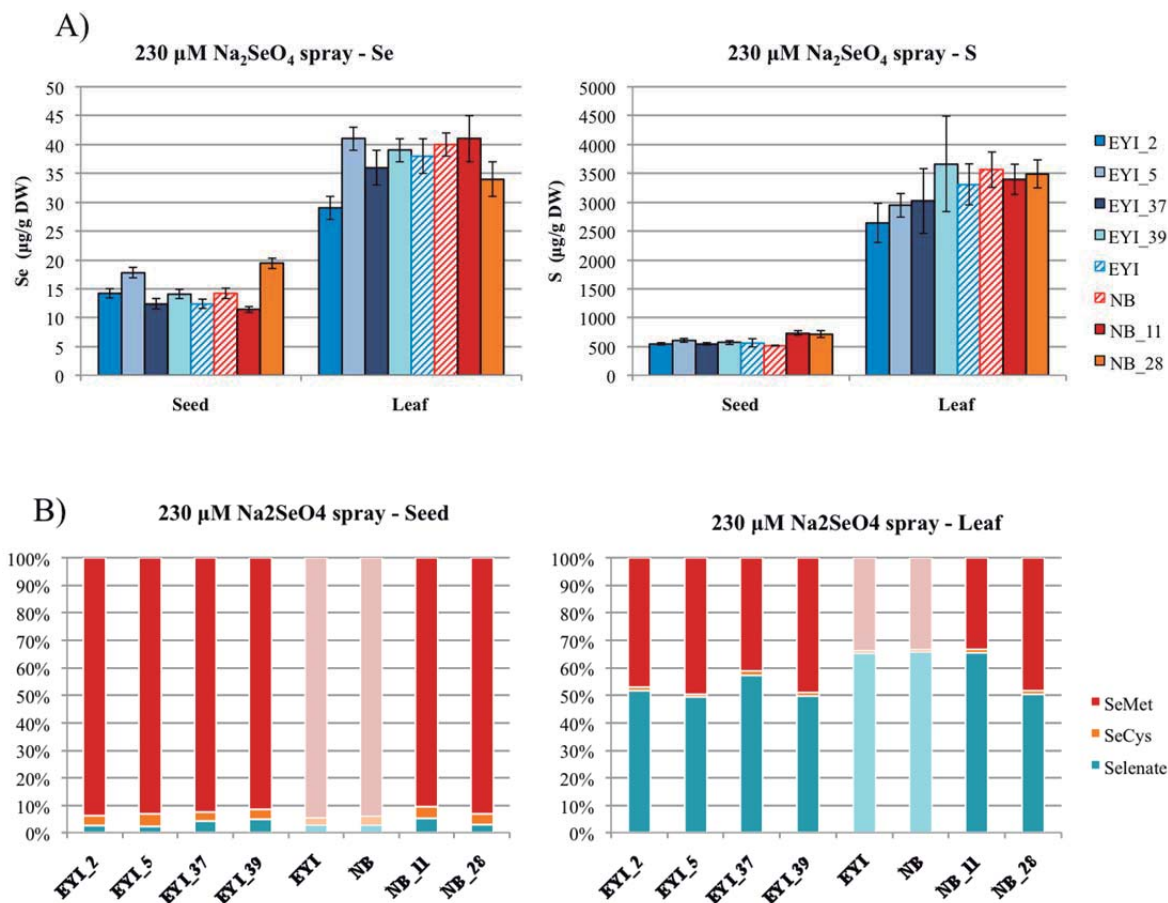 A)
230 µM Na₂SeO₄ spray - Se
Se (µg/g DW)
50
45
40
35
30
25
20
15
10
5
0
Seed
Leaf
230 µM Na₂SeO₄ spray - S
S (µg/g DW)
5000
4500
4000
3500
3000
2500
2000
1500
1000
500
0
Seed
Leaf
EYI_2
EYI_5
EYI_37
EYI_39
EYI
NB
NB_11
NB_28
B)
230 µM Na2SeO4 spray - Seed
100%
90%
80%
70%
60%
50%
40%
30%
20%
10%
0%
EYI_2
EYI_5
EYI_37
EYI_39
EYI
NB
NB_11
NB_28
230 µM Na2SeO4 spray - Leaf
100%
90%
80%
70%
60%
50%
40%
30%
20%
10%
0%
EYI_2
EYI_5
EYI_37
EYI_39
EYI
NB
NB_11
NB_28
SeMet
SeCys
Selenate